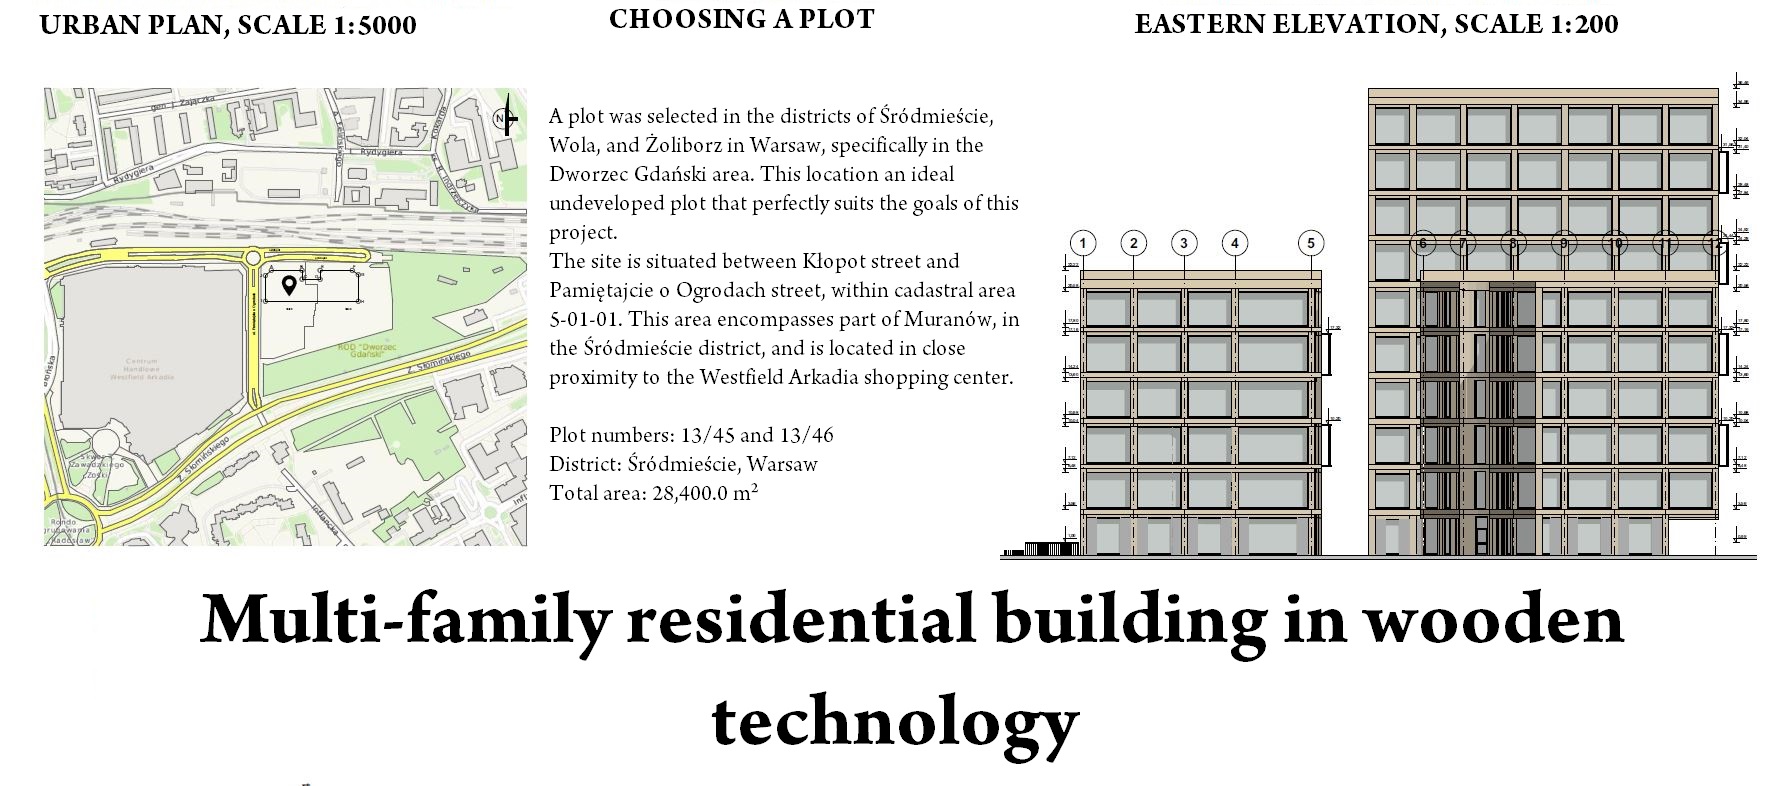 URBAN PLAN, SCALE 1:5000
CHOOSING A PLOT
EASTERN ELEVATION, SCALE 1:200
gen. J. Zajączka
Rydygiera
Rydygiera
N
A plot was selected in the districts of Śródmieście,
Wola, and Żoliborz in Warsaw, specifically in the
Dworzec Gdański area. This location an ideal
undeveloped plot that perfectly suits the goals of this
project.
The site is situated between Kłopot street and
Pamiętajcie o Ogrodach street, within cadastral area
5-01-01. This area encompasses part of Muranów, in
the Śródmieście district, and is located in close
proximity to the Westfield Arkadia shopping center.
Plot numbers: 13/45 and 13/46
District: Śródmieście, Warsaw
Total area: 28,400.0 m²
Centrum
Handlowe
Westfield Arkadia
ROD "Dworzec
Gdański"
Z. Słomińskiego
Z. Słomińskiego
Skwer
Zawadzkiego
"Zośki"
Rondo
1 2 3 4 5 6 7 8 9 10 11 12
Multi-family residential building in wooden
technology